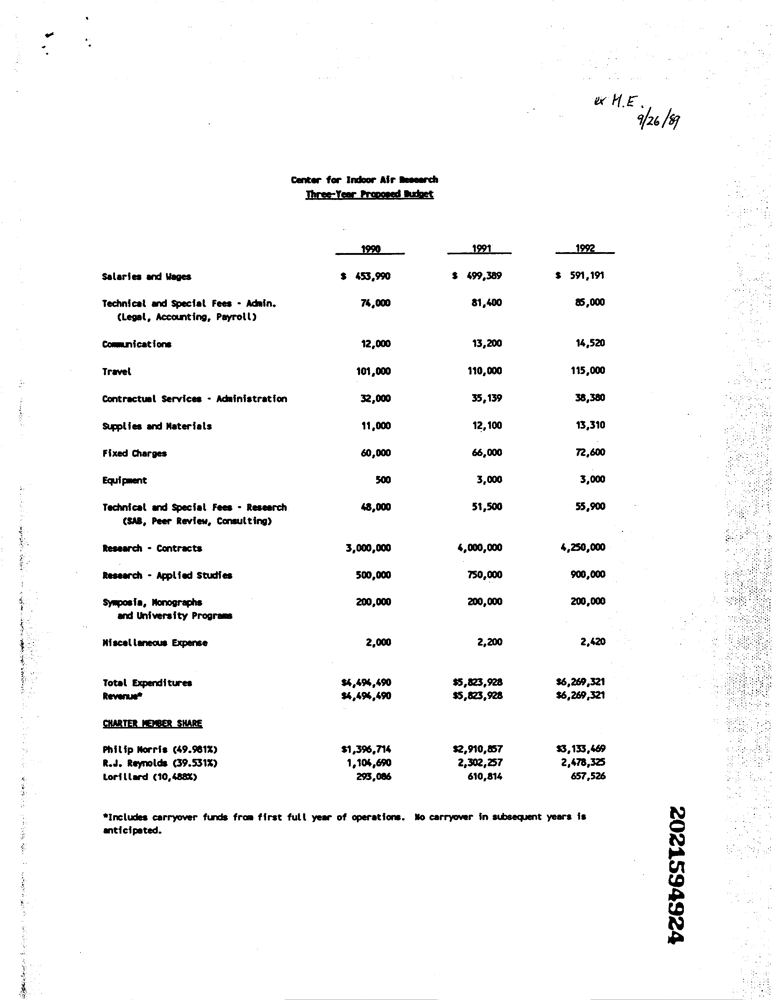 ex M.E.
9/26/89
Center for Indoor Air Research
Three-Year Proposed Budget
1990 1991 1992
Salaries and Wages $ 453,990 $ 499,389 $ 591,191
Technical and Special Fees - Admin. 74,000 81,400 85,000
(Legal, Accounting, Payroll)
Communications 12,000 13,200 14,520
Travel 101,000 110,000 115,000
Contractual Services - Administration 32,000 35,139 38,380
Supplies and Materials 11,000 12,100 13,310
Fixed Charges 60,000 66,000 72,600
Equipment 500 3,000 3,000
Technical and Special Fees - Research 48,000 51,500 55,900
(SAB, Peer Review, Consulting)
Research - Contracts 3,000,000 4,000,000 4,250,000
Research - Applied Studies 500,000 750,000 900,000
Symposia, Monographs 200,000 200,000 200,000
and University Programs
Miscellaneous Expense 2,000 2,200 2,420
Total Expenditures $4,494,490 $5,823,928 $6,269,321
Revenue* $4,494,490 $5,823,928 $6,269,321
CHARTER MEMBER SHARE
Philip Morris (49.981%) $1,396,714 $2,910,857 $3,133,469
R.J. Reynolds (39.531%) 1,104,690 2,302,257 2,478,325
Lorillard (10,488%) 293,086 610,814 657,526
*Includes carryover funds from first full year of operations. No carryover in subsequent years is
anticipated.
2021594924